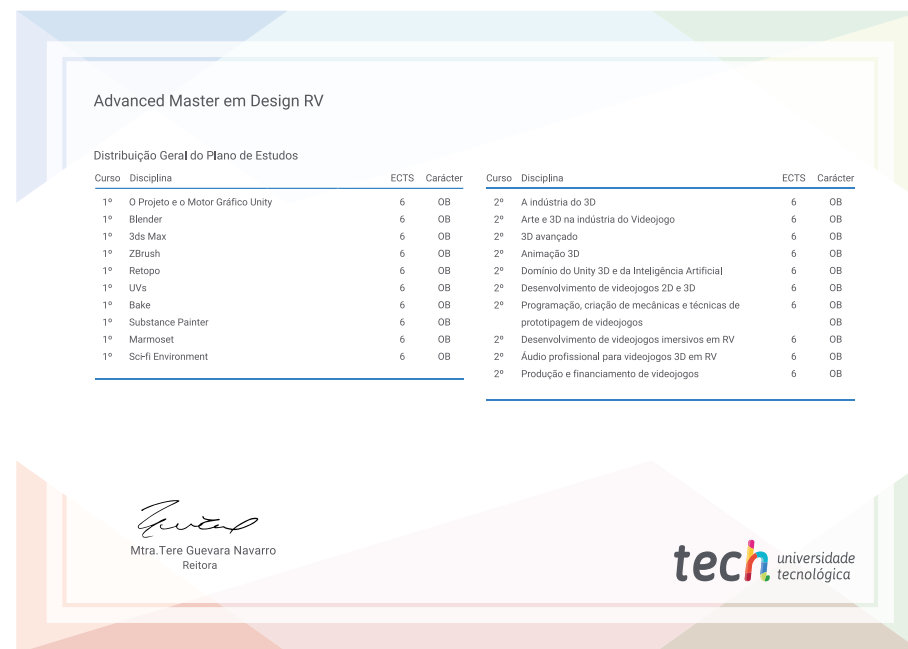 Advanced Master em Design RV
Distribuição Geral do Plano de Estudos
Curso Disciplina ECTS Carácter
1º O Projeto e o Motor Gráfico Unity 6 OB
1º Blender 6 OB
1º 3ds Max 6 OB
1º ZBrush 6 OB
1º Retopo 6 OB
1º UVs 6 OB
1º Bake 6 OB
1º Substance Painter 6 OB
1º Marmoset 6 OB
1º Sci-fi Environment 6 OB
Curso Disciplina ECTS Carácter
2º A indústria do 3D 6 OB
2º Arte e 3D na indústria do Videojogo 6 OB
2º 3D avançado 6 OB
2º Animação 3D 6 OB
2º Domínio do Unity 3D e da Inteligência Artificial 6 OB
2º Desenvolvimento de videojogos 2D e 3D 6 OB
2º Programação, criação de mecânicas e técnicas de 6 OB
prototipagem de videojogos OB
2º Desenvolvimento de videojogos imersivos em RV 6 OB
2º Áudio profissional para videojogos 3D em RV 6 OB
2º Produção e financiamento de videojogos 6 OB
Mtra.Tere Guevara Navarro
Reitora
tech universidade
tecnológica